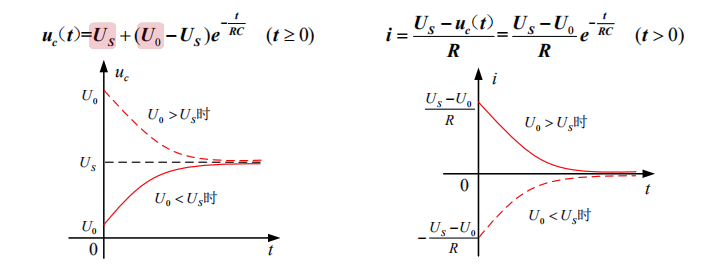 u_c(t)=U_S+(U_0−U_S)e^{−t/RC} (t≥0)
i = (U_S−u_c(t))/R = (U_S−U_0)/R e^{−t/RC} (t>0)
u_c
U_0
U_0>U_S时
U_S
U_0<U_S时
U_0
0
t
i
(U_S−U_0)/R
U_0>U_S时
0
t
U_0<U_S时
−(U_S−U_0)/R